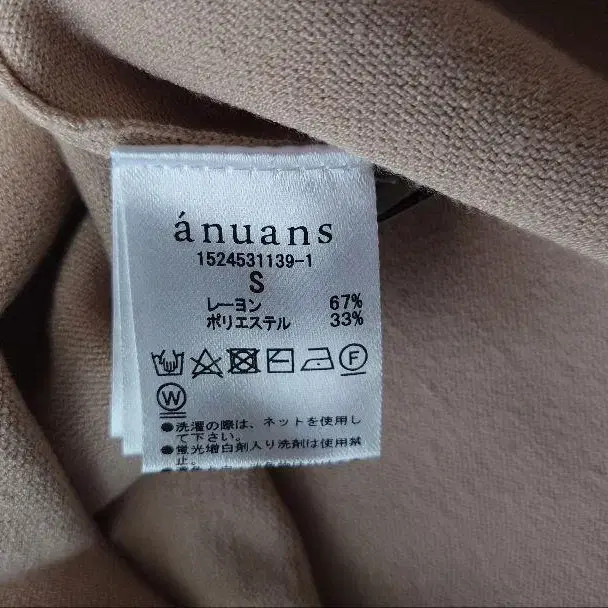 ánuans
1524531139-1
S
レーヨン 67%
ポリエステル 33%
F
W
●洗濯の際は、ネットを使用し
て下さい。
●蛍光増白剤入り洗剤は使用禁
止。